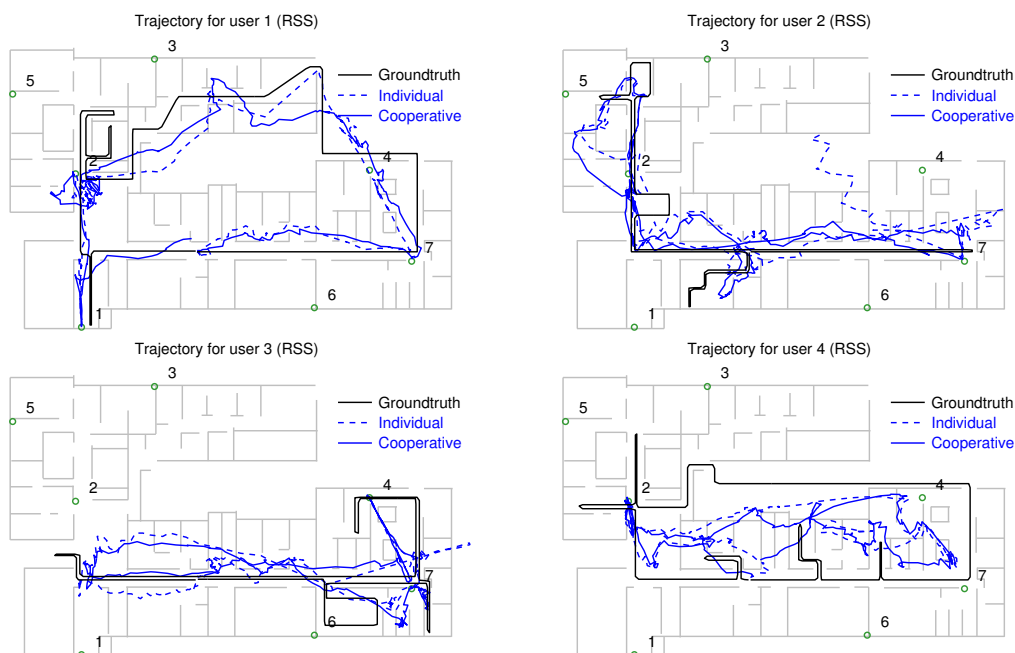 Trajectory for user 1 (RSS)
3
5
Groundtruth
Individual
Cooperative
2
4
7
6
1
Trajectory for user 2 (RSS)
3
5
Groundtruth
Individual
Cooperative
2
4
7
6
1
Trajectory for user 3 (RSS)
3
5
Groundtruth
Individual
Cooperative
2
4
7
6
1
Trajectory for user 4 (RSS)
3
5
Groundtruth
Individual
Cooperative
2
4
7
6
1